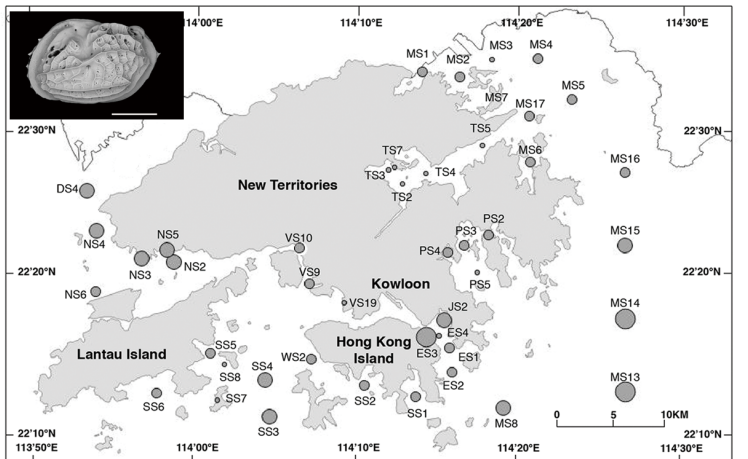 114'00"E
114'10"E
114'20"E
114'30"E
MS1
MS2
MS3
MS4
MS5
MS7
MS17
22'30"N
22'30"N
TS5
TS7
MS6
MS16
TS3
TS4
DS4
New Territories
TS2
NS4
NS5
VS10
PS3
PS2
MS15
PS4
NS3
NS2
22'20"N
22'20"N
VS9
Kowloon
PS5
NS6
VS19
JS2
MS14
Hong Kong
Island
ES4
Lantau Island
SS5
WS2
ES3
ES1
SS8
SS4
MS13
ES2
SS6
SS7
SS2
SS1
MS8
0 5 10KM
SS3
22'10"N
22'10"N
113'50"E
114'00"E
114'10"E
114'20"E
114'30"E